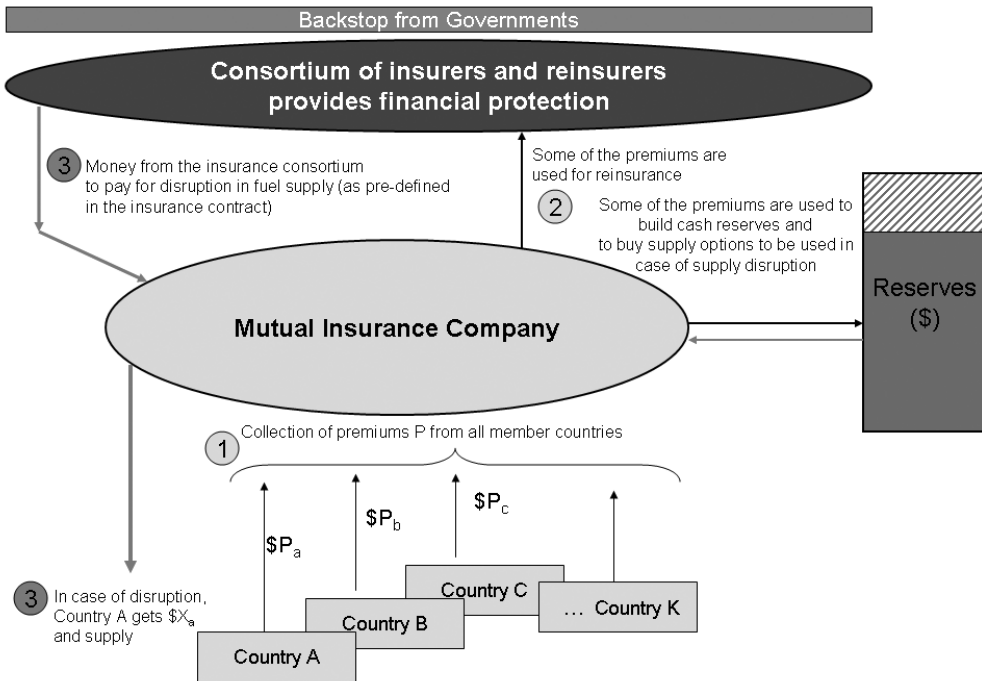 Backstop from Governments
Consortium of insurers and reinsurers
provides financial protection
3
Money from the insurance consortium
to pay for disruption in fuel supply (as pre-defined
in the insurance contract)
Some of the premiums are
used for reinsurance
2
Some of the premiums are used to
build cash reserves and
to buy supply options to be used in
case of supply disruption
Reserves
($)
Mutual Insurance Company
1
Collection of premiums P from all member countries
$Pₐ
$P_b
$P_c
3
In case of disruption,
Country A gets $Xₐ
and supply
Country A
Country B
Country C
... Country K